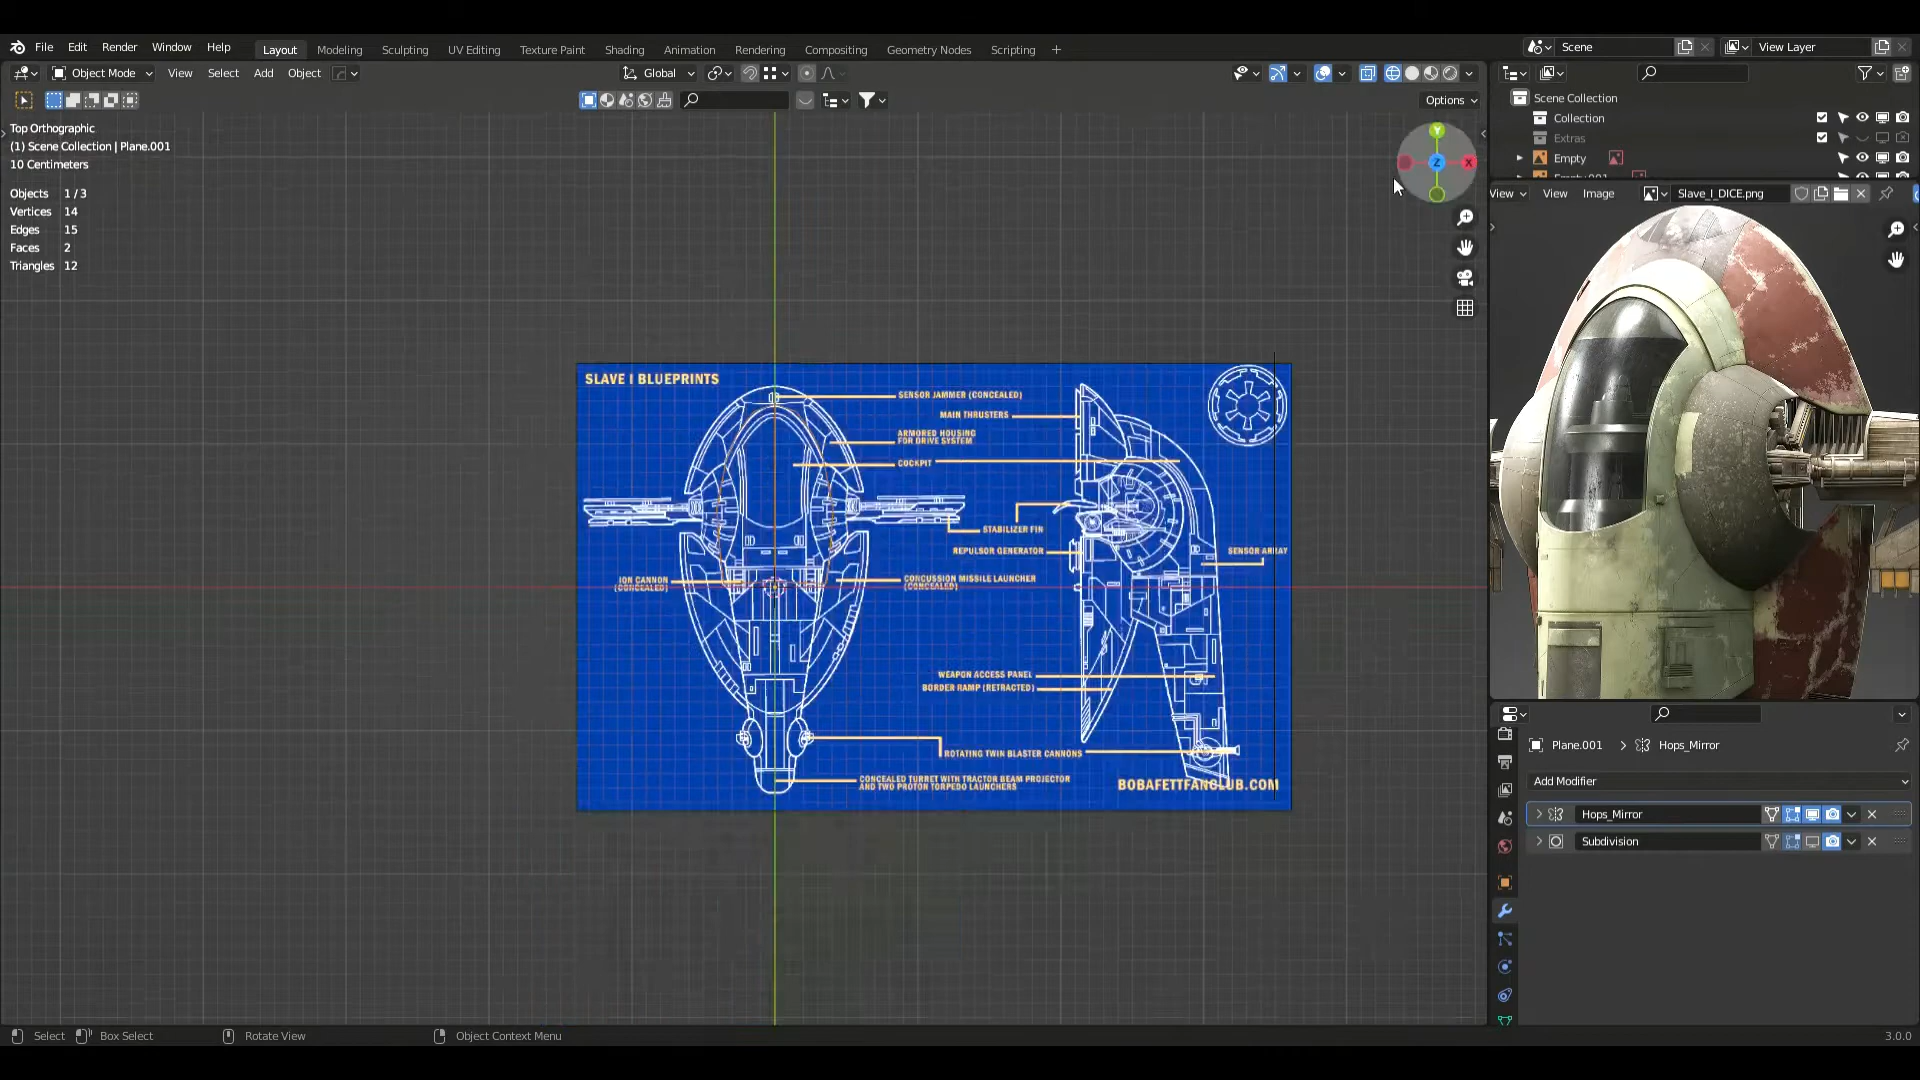 File Edit Render Window Help
Layout Modeling Sculpting UV Editing Texture Paint Shading Animation Rendering Compositing Geometry Nodes Scripting +
Scene
View Layer
Object Mode View Select Add Object
Global
Options
Top Orthographic
(1) Scene Collection | Plane.001
10 Centimeters
Objects 1 / 3
Vertices 14
Edges 15
Faces 2
Triangles 12
Y
Z
X
Scene Collection
Collection
Extras
Empty
View View Image Slave_I_DICE.png
SLAVE I BLUEPRINTS
SENSOR JAMMER (CONCEALED)
MAIN THRUSTERS
ARMORED HOUSING
FOR DRIVE SYSTEM
COCKPIT
STABILIZER FIN
REPULSOR GENERATOR
SENSOR ARRAY
ION CANNON
(CONCEALED)
CONCUSSION MISSILE LAUNCHER
(CONCEALED)
WEAPON ACCESS PANEL
BORDER RAMP (RETRACTED)
ROTATING TWIN BLASTER CANNONS
CONCEALED TURRET WITH TRACTOR BEAM PROJECTOR
AND TWO PROTON TORPEDO LAUNCHERS
BOBAFETTFANCLUB.COM
Plane.001 Hops_Mirror
Add Modifier
Hops_Mirror
Subdivision
Select Box Select Rotate View Object Context Menu
3.0.0